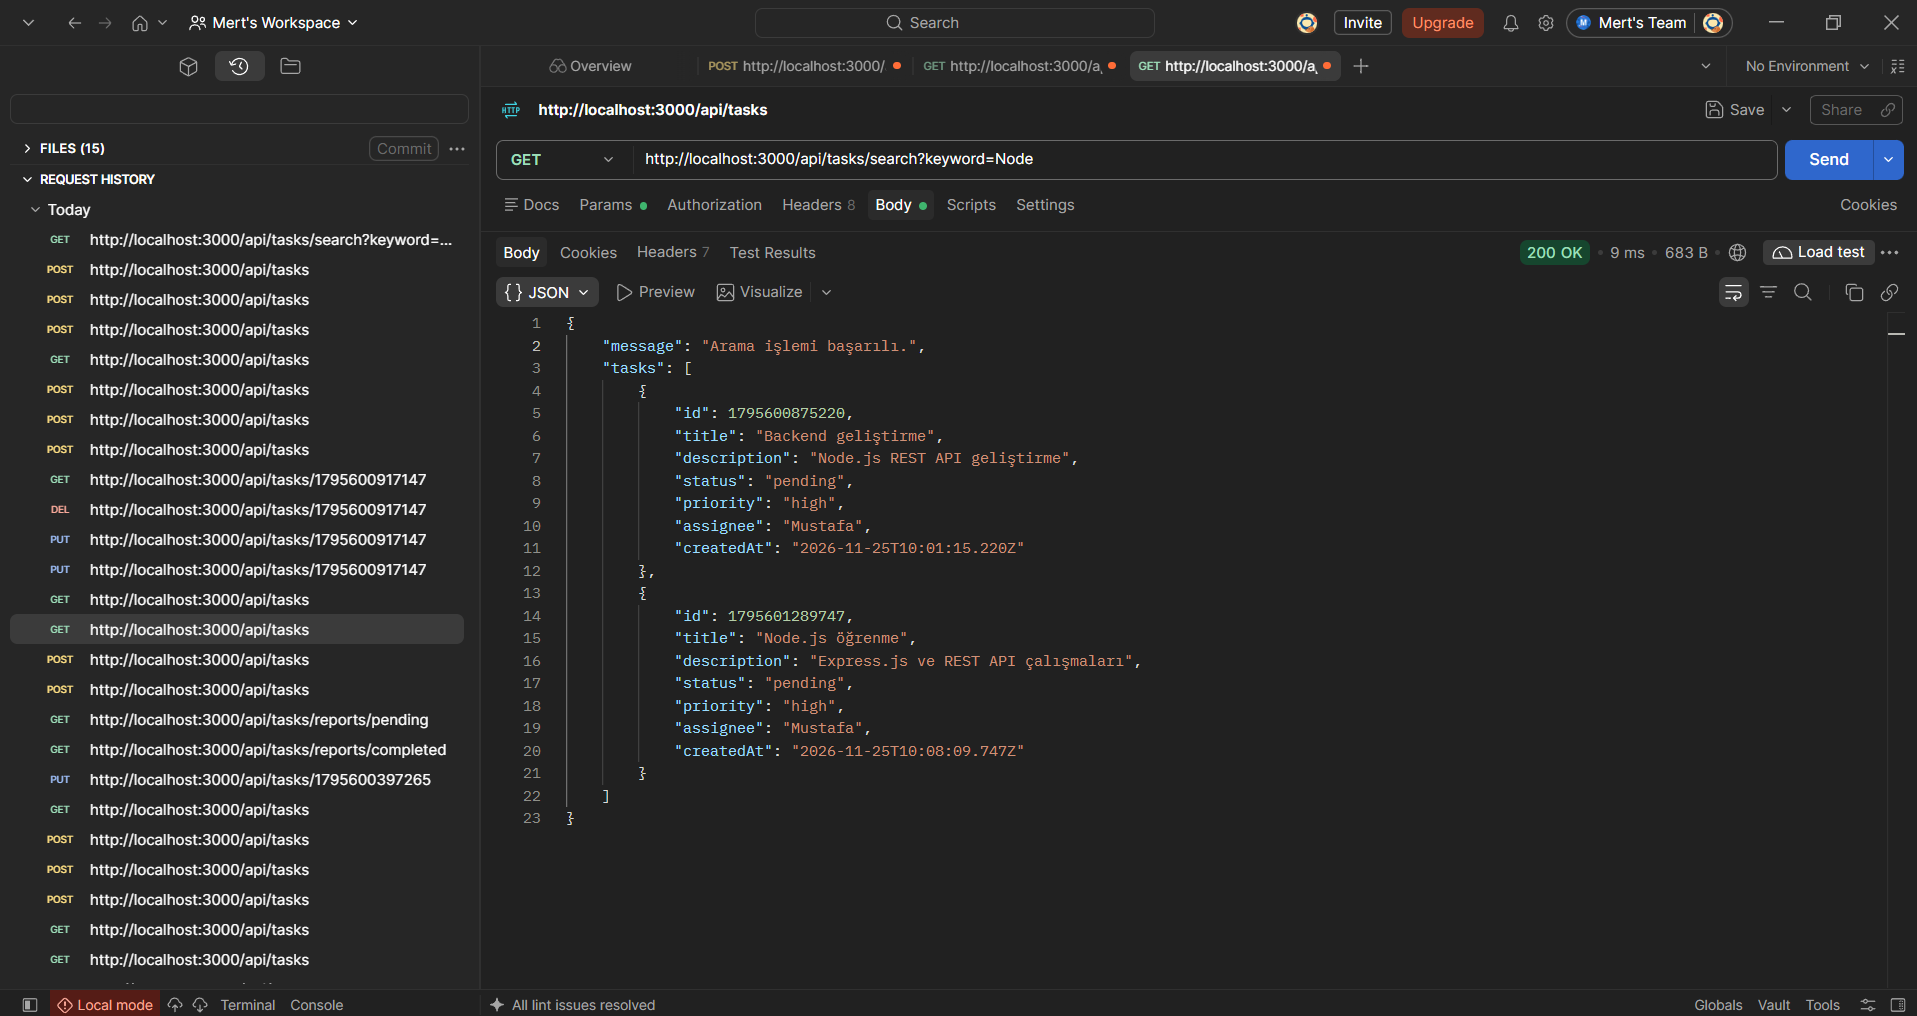 Mert's Workspace
Search
Invite
Upgrade
M
Mert's Team
Overview
POST http://localhost:3000/
GET http://localhost:3000/a
GET http://localhost:3000/a
No Environment
HTTP
http://localhost:3000/api/tasks
Save
Share
FILES (15)
Commit
GET
http://localhost:3000/api/tasks/search?keyword=Node
Send
REQUEST HISTORY
Docs
Params
Authorization
Headers 8
Body
Scripts
Settings
Cookies
Today
GET http://localhost:3000/api/tasks/search?keyword=...
POST http://localhost:3000/api/tasks
POST http://localhost:3000/api/tasks
POST http://localhost:3000/api/tasks
GET http://localhost:3000/api/tasks
POST http://localhost:3000/api/tasks
POST http://localhost:3000/api/tasks
POST http://localhost:3000/api/tasks
GET http://localhost:3000/api/tasks/1795600917147
DEL http://localhost:3000/api/tasks/1795600917147
PUT http://localhost:3000/api/tasks/1795600917147
PUT http://localhost:3000/api/tasks/1795600917147
GET http://localhost:3000/api/tasks
GET http://localhost:3000/api/tasks
POST http://localhost:3000/api/tasks
POST http://localhost:3000/api/tasks
GET http://localhost:3000/api/tasks/reports/pending
GET http://localhost:3000/api/tasks/reports/completed
PUT http://localhost:3000/api/tasks/1795600397265
GET http://localhost:3000/api/tasks
POST http://localhost:3000/api/tasks
POST http://localhost:3000/api/tasks
POST http://localhost:3000/api/tasks
GET http://localhost:3000/api/tasks
GET http://localhost:3000/api/tasks
Body
Cookies
Headers 7
Test Results
200 OK
9 ms
683 B
Load test
{} JSON
Preview
Visualize
1 {
2 "message": "Arama işlemi başarılı.",
3 "tasks": [
4 {
5 "id": 1795600875220,
6 "title": "Backend geliştirme",
7 "description": "Node.js REST API geliştirme",
8 "status": "pending",
9 "priority": "high",
10 "assignee": "Mustafa",
11 "createdAt": "2026-11-25T10:01:15.220Z"
12 },
13 {
14 "id": 1795601289747,
15 "title": "Node.js öğrenme",
16 "description": "Express.js ve REST API çalışmaları",
17 "status": "pending",
18 "priority": "high",
19 "assignee": "Mustafa",
20 "createdAt": "2026-11-25T10:08:09.747Z"
21 }
22 ]
23 }
Local mode
Terminal
Console
All lint issues resolved
Globals
Vault
Tools